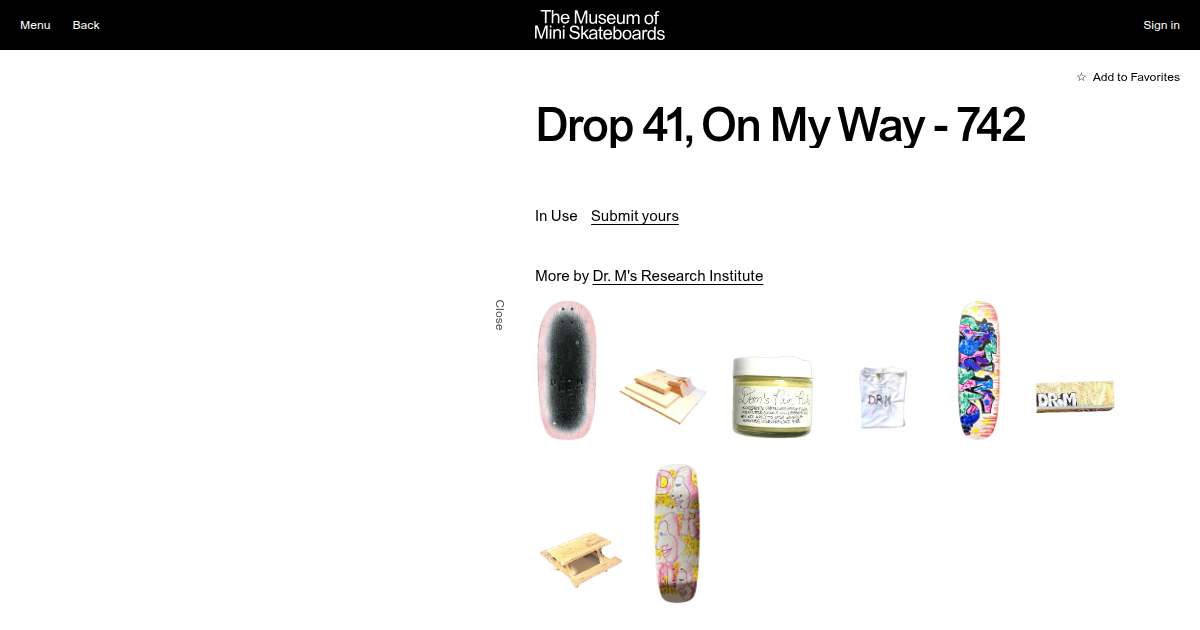 Menu
Back
The Museum of
Mini Skateboards
Sign in
☆ Add to Favorites
Drop 41, On My Way - 742
In Use
Submit yours
More by Dr. M's Research Institute
Close
DR.M
DR.M